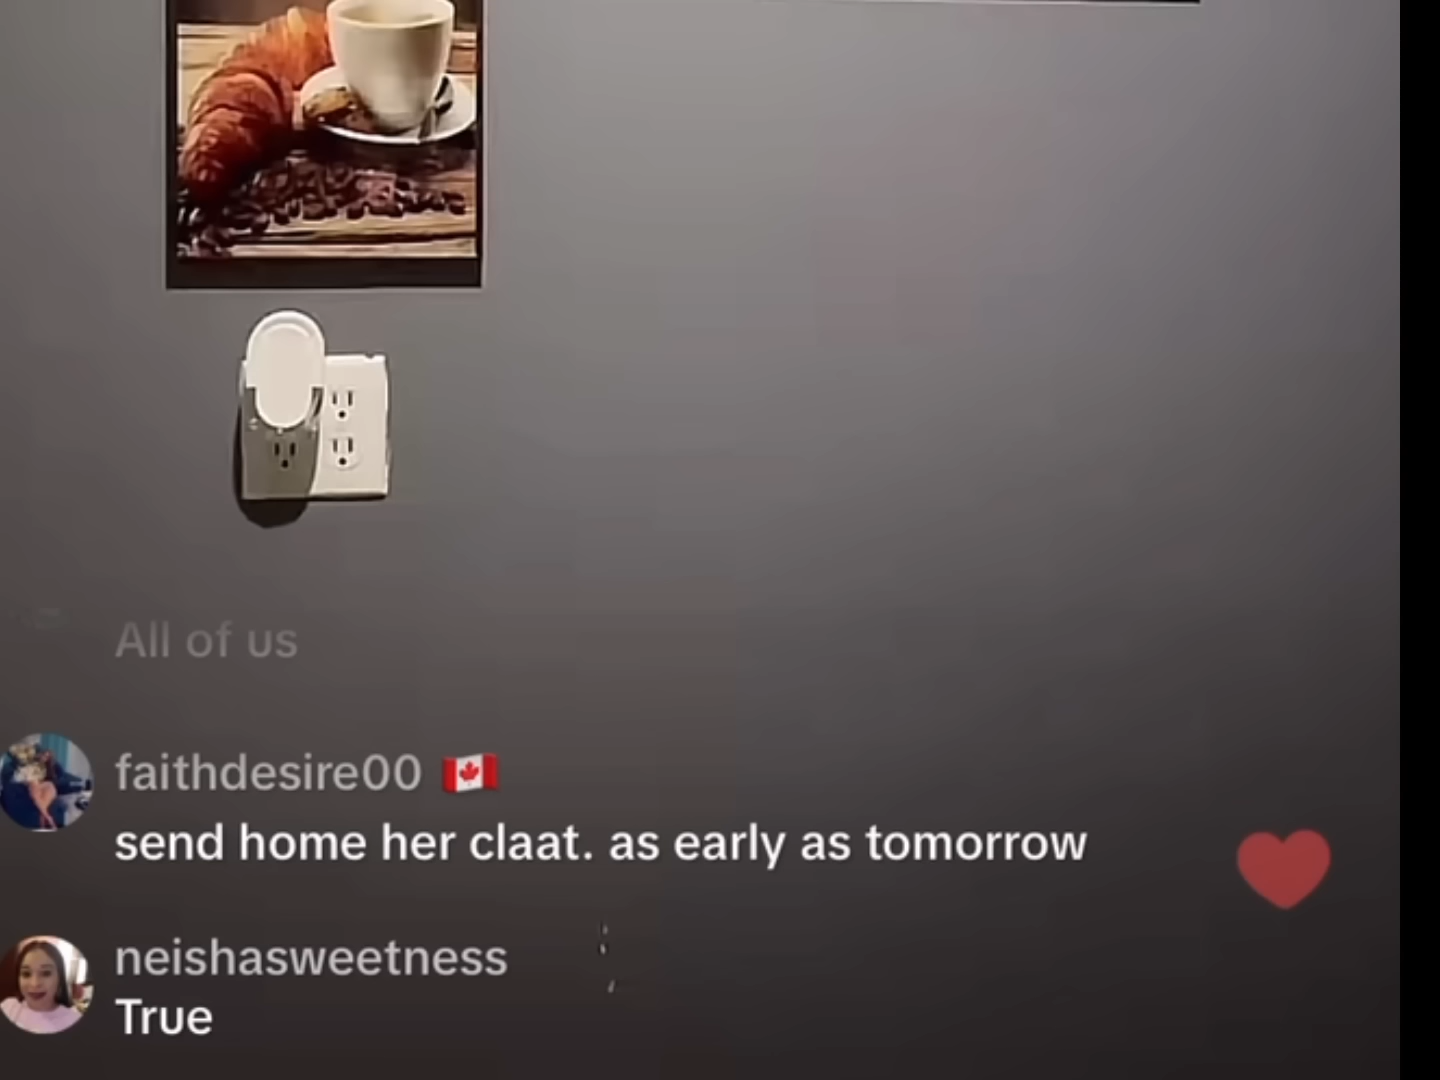 All of us
faithdesire00 🇨🇦
send home her claat. as early as tomorrow
neishasweetness
True